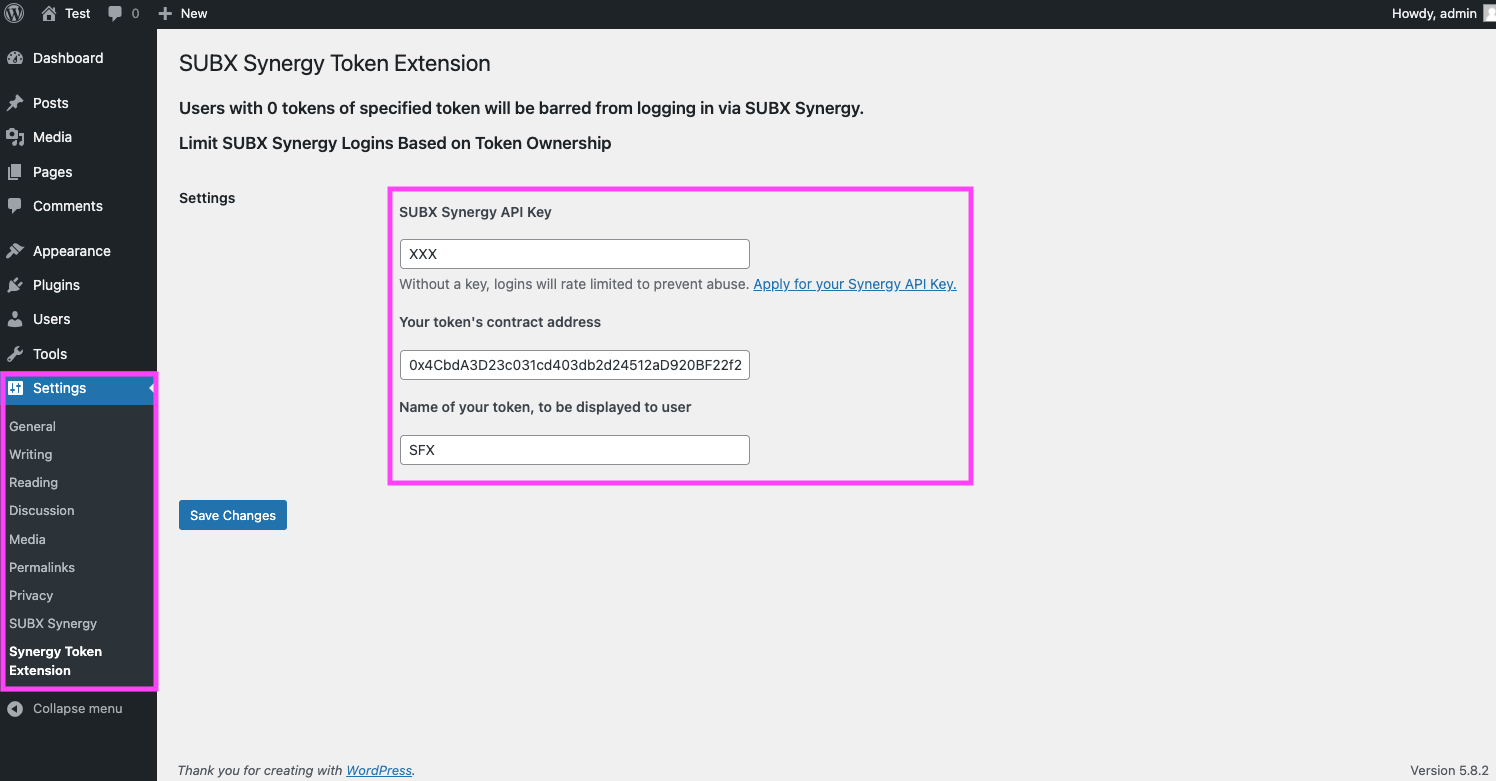 Test 0 New Howdy, admin
Dashboard
Posts
Media
Pages
Comments
Appearance
Plugins
Users
Tools
Settings
General
Writing
Reading
Discussion
Media
Permalinks
Privacy
SUBX Synergy
Synergy Token
Extension
Collapse menu
SUBX Synergy Token Extension
Users with 0 tokens of specified token will be barred from logging in via SUBX Synergy.
Limit SUBX Synergy Logins Based on Token Ownership
Settings
SUBX Synergy API Key
XXX
Without a key, logins will rate limited to prevent abuse. Apply for your Synergy API Key.
Your token's contract address
0x4CbdA3D23c031cd403db2d24512aD920BF22f2
Name of your token, to be displayed to user
SFX
Save Changes
Thank you for creating with WordPress.
Version 5.8.2